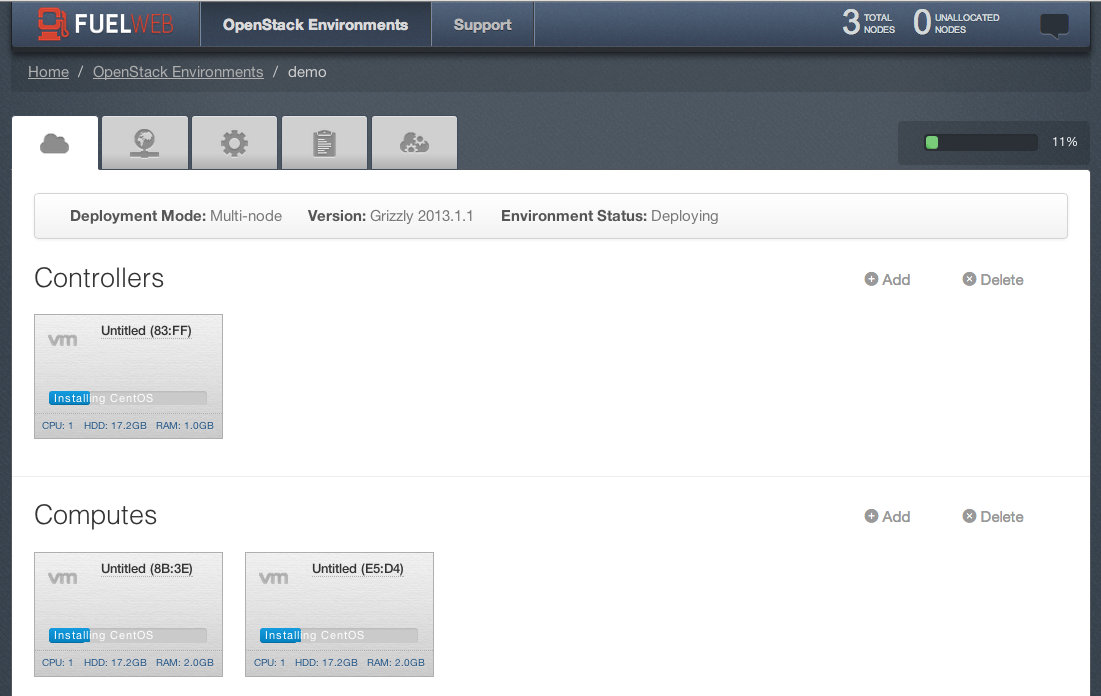 FUELWEB OpenStack Environments Support 3 TOTAL NODES 0 UNALLOCATED NODES
Home / OpenStack Environments / demo
11%
Deployment Mode: Multi-node Version: Grizzly 2013.1.1 Environment Status: Deploying
Controllers Add Delete
vm Untitled (83:FF)
Installing CentOS
CPU: 1 HDD: 17.2GB RAM: 1.0GB
Computes Add Delete
vm Untitled (8B:3E)
Installing CentOS
CPU: 1 HDD: 17.2GB RAM: 2.0GB
vm Untitled (E5:D4)
Installing CentOS
CPU: 1 HDD: 17.2GB RAM: 2.0GB